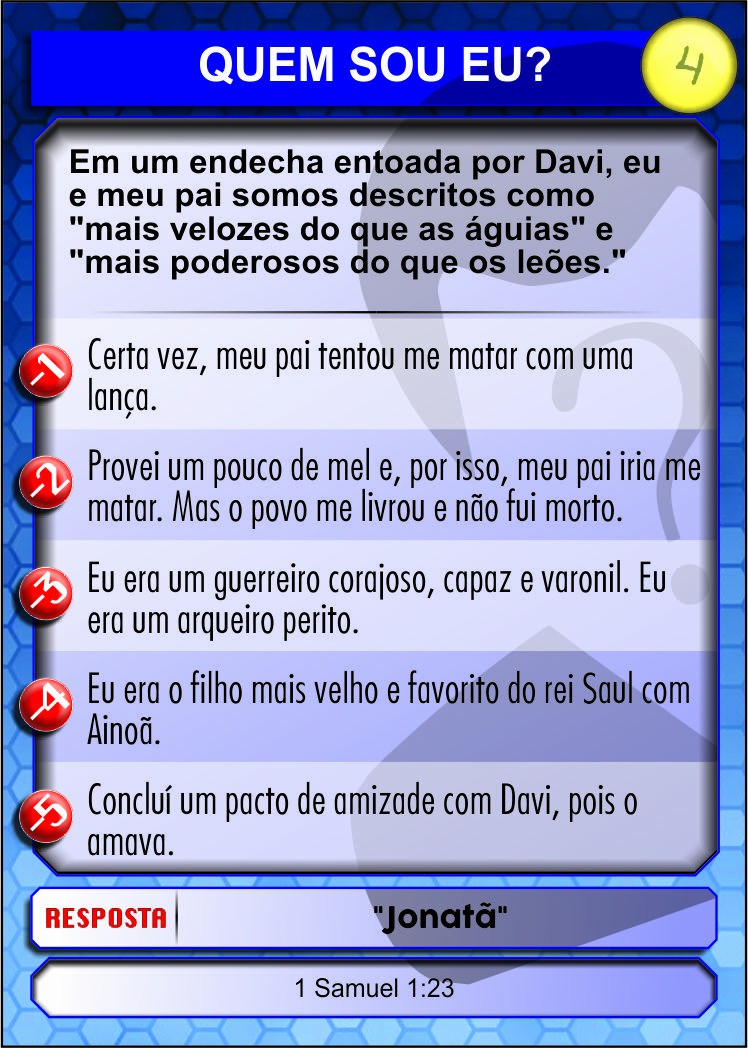 QUEM SOU EU?
4
Em um endecha entoada por Davi, eu
e meu pai somos descritos como
"mais velozes do que as águias" e
"mais poderosos do que os leões."
-1
Certa vez, meu pai tentou me matar com uma
lança.
-2
Provei um pouco de mel e, por isso, meu pai iria me
matar. Mas o povo me livrou e não fui morto.
-3
Eu era um guerreiro corajoso, capaz e varonil. Eu
era um arqueiro perito.
-4
Eu era o filho mais velho e favorito do rei Saul com
Ainoã.
-5
Concluí um pacto de amizade com Davi, pois o
amava.
RESPOSTA
"Jonatã"
1 Samuel 1:23